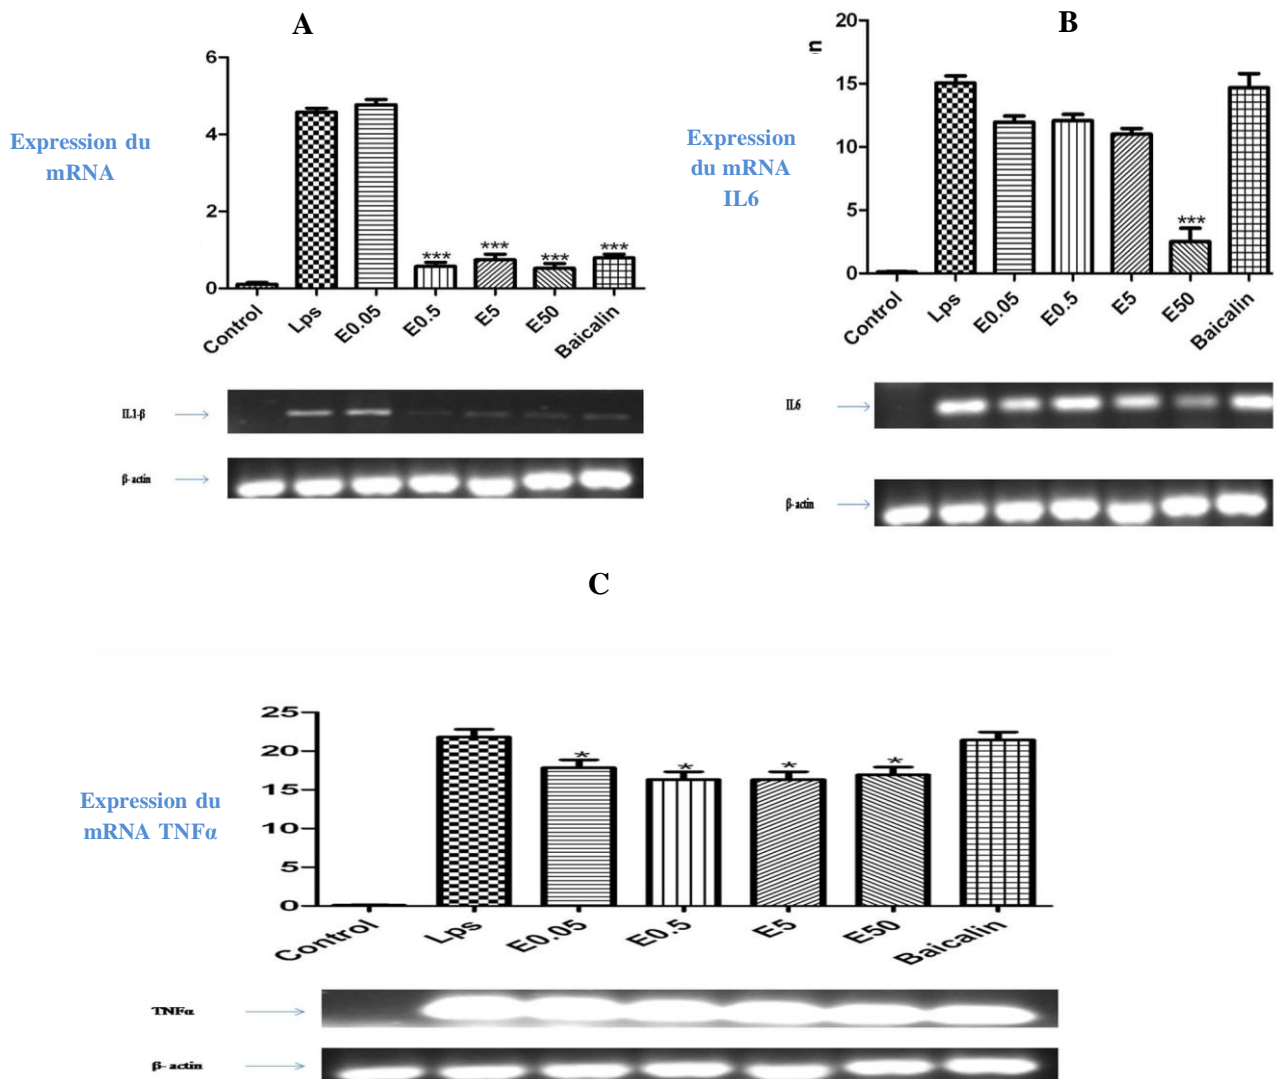 A
6
4
2
0
Expression du
mRNA
***
***
***
***
Control
Lps
E0.05
E0.5
E5
E50
Baicalin
IL1-β
β- actin
B
n
20
15
10
5
0
Expression
du mRNA
IL6
***
Control
Lps
E0.05
E0.5
E5
E50
Baicalin
IL6
β- actin
C
25
20
15
10
5
0
Expression du
mRNA TNFα
*
*
*
*
Control
Lps
E0.05
E0.5
E5
E50
Baicalin
TNFα
β- actin